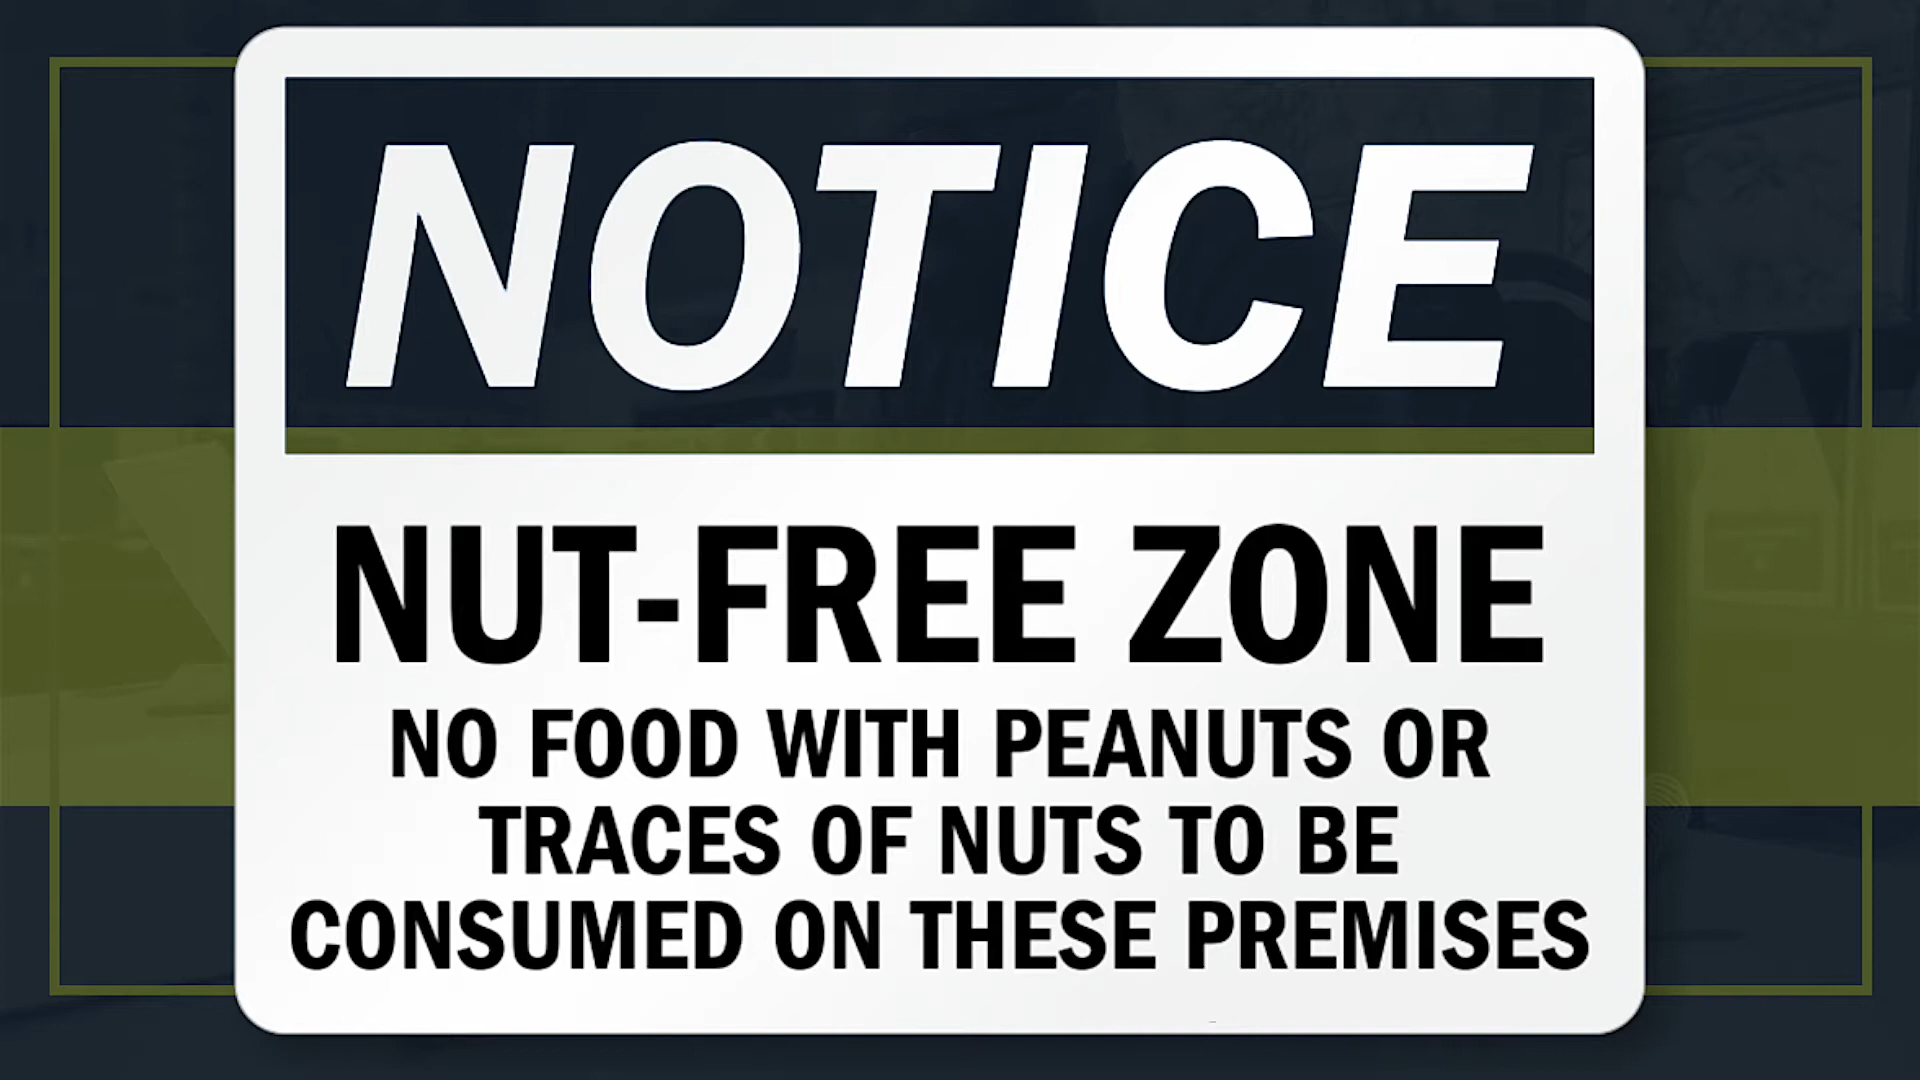 NOTICE
NUT-FREE ZONE
NO FOOD WITH PEANUTS OR
TRACES OF NUTS TO BE
CONSUMED ON THESE PREMISES